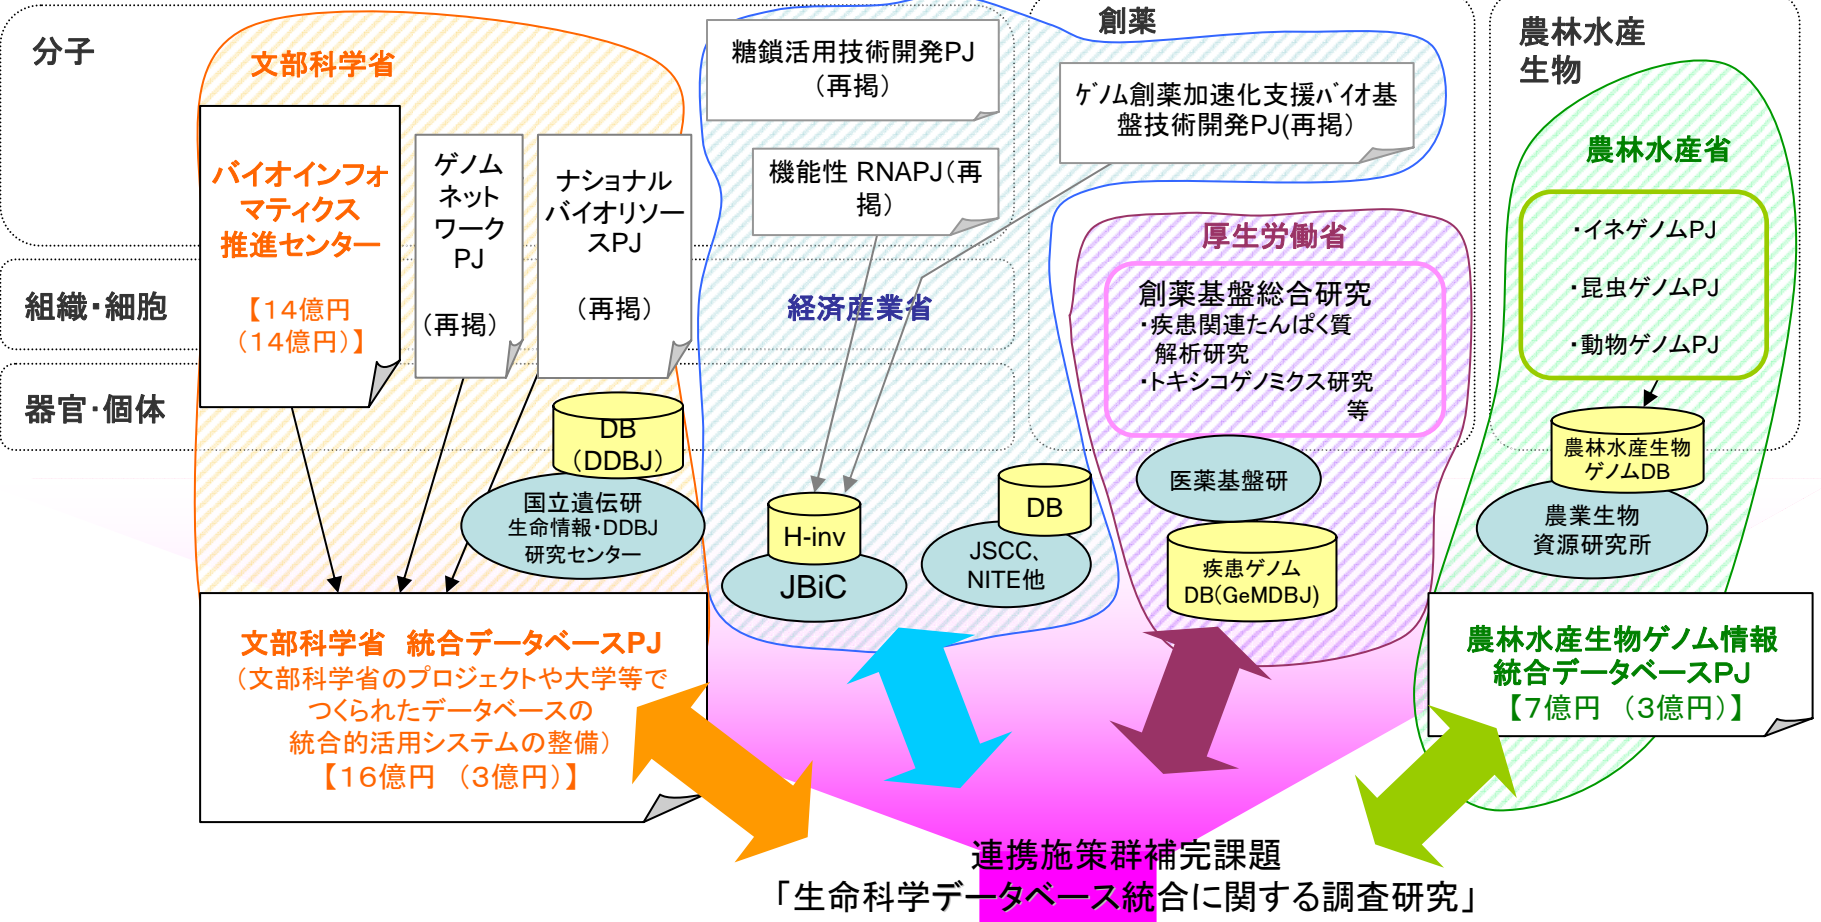 分子
組織・細胞
器官・個体
文部科学省
バイオインフォ
マティクス
推進センター
【14億円
（14億円）】
ゲノム
ネット
ワーク
PJ
（再掲）
ナショナル
バイオリソー
スPJ
（再掲）
DB
（DDBJ）
国立遺伝研
生命情報・DDBJ
研究センター
文部科学省　統合データベースPJ
（文部科学省のプロジェクトや大学等で
つくられたデータベースの
統合的活用システムの整備）
【16億円　（3億円）】
糖鎖活用技術開発PJ
（再掲）
機能性 RNAPJ（再
掲）
経済産業省
H-inv
JBiC
DB
JSCC、
NITE他
創薬
ゲノム創薬加速化支援バイオ基
盤技術開発PJ(再掲）
厚生労働省
創薬基盤総合研究
・疾患関連たんぱく質
解析研究
・トキシコゲノミクス研究
等
医薬基盤研
疾患ゲノム
DB(GeMDBJ)
農林水産
生物
農林水産省
・イネゲノムPJ
・昆虫ゲノムPJ
・動物ゲノムPJ
農林水産生物
ゲノムDB
農業生物
資源研究所
農林水産生物ゲノム情報
統合データベースPJ
【7億円　（3億円）】
連携施策群補完課題
「生命科学データベース統合に関する調査研究」